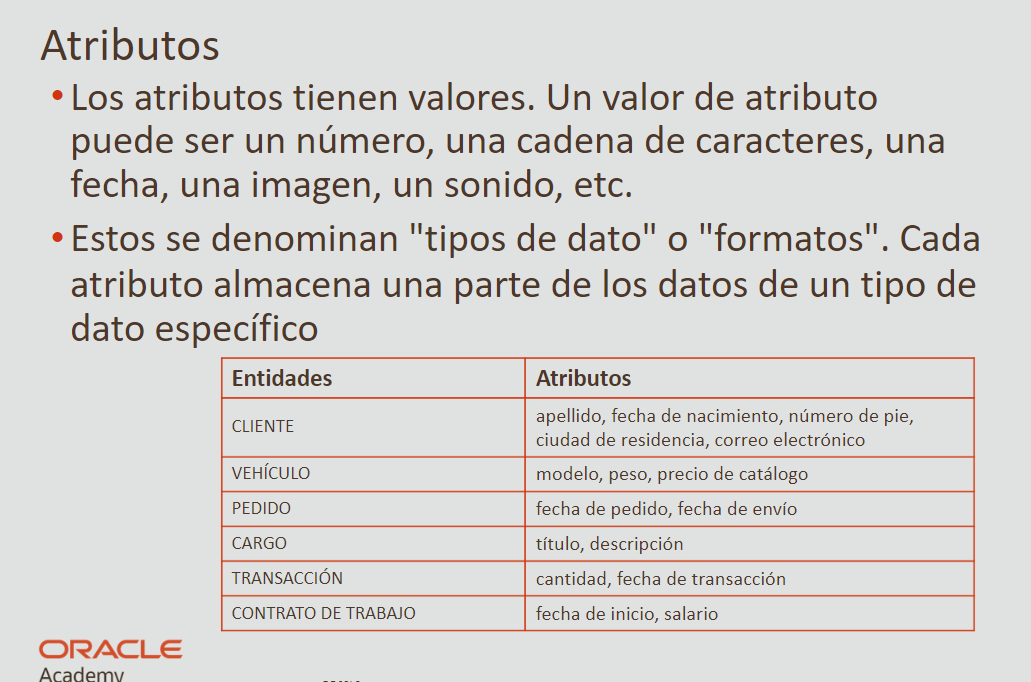 Atributos
•Los atributos tienen valores. Un valor de atributo
puede ser un número, una cadena de caracteres, una
fecha, una imagen, un sonido, etc.
•Estos se denominan "tipos de dato" o "formatos". Cada
atributo almacena una parte de los datos de un tipo de
dato específico
Entidades Atributos
CLIENTE apellido, fecha de nacimiento, número de pie,
ciudad de residencia, correo electrónico
VEHÍCULO modelo, peso, precio de catálogo
PEDIDO fecha de pedido, fecha de envío
CARGO título, descripción
TRANSACCIÓN cantidad, fecha de transacción
CONTRATO DE TRABAJO fecha de inicio, salario
ORACLE
Academy